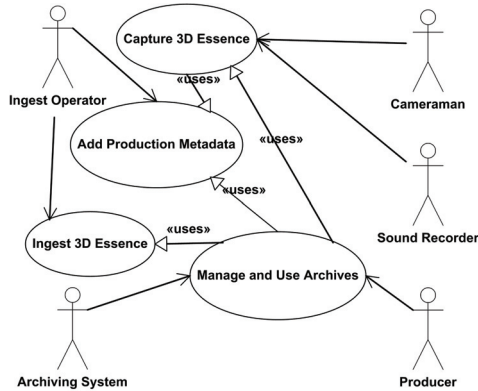 Capture 3D Essence
«uses»
Ingest Operator
Cameraman
Add Production Metadata
«uses»
«uses»
«uses»
Ingest 3D Essence
Sound Recorder
Manage and Use Archives
Archiving System
Producer